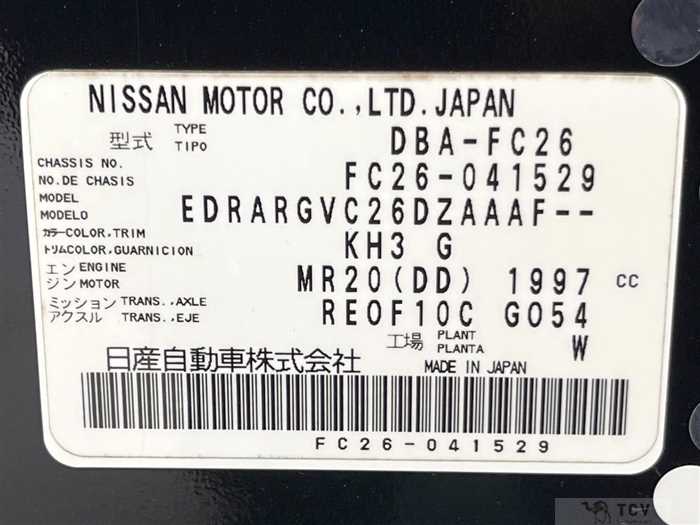 NISSAN MOTOR CO.,LTD.JAPAN
型式 TYPE TIPO DBA-FC26
CHASSIS NO. NO.DE CHASIS FC26-041529
MODEL MODELO EDRARGVC26DZAAAF--
カラーCOLOR,TRIM
トリムCOLOR,GUARNICION KH3 G
エンジン ENGINE MOTOR MR20(DD) 1997 CC
ミッション TRANS.,AXLE
アクスル TRANS.,EJE RE0F10C G054
工場 PLANT PLANTA W
日産自動車株式会社 MADE IN JAPAN
FC26-041529
TCV